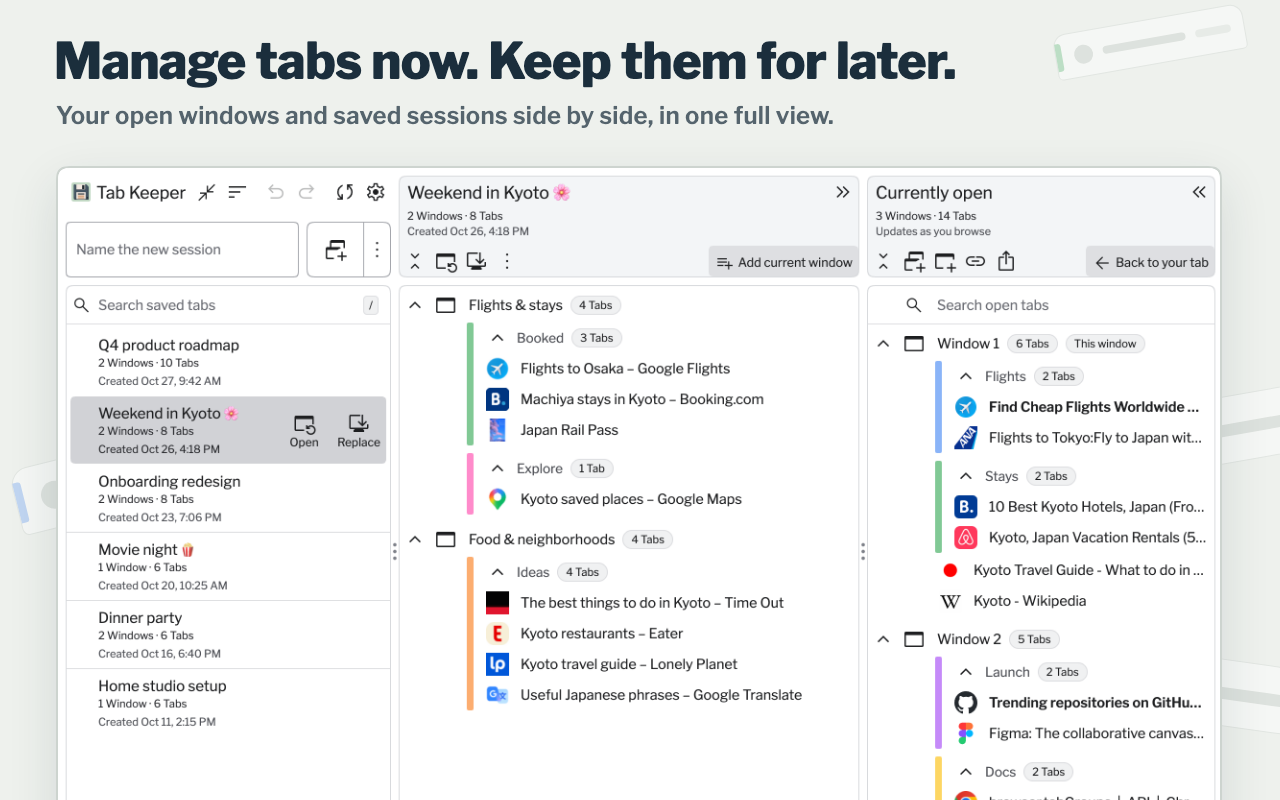 Manage tabs now. Keep them for later.
Your open windows and saved sessions side by side, in one full view.
Tab Keeper
Name the new session
Search saved tabs
/
Q4 product roadmap
2 Windows · 10 Tabs
Created Oct 27, 9:42 AM
Weekend in Kyoto 🌸
2 Windows · 8 Tabs
Created Oct 26, 4:18 PM
Open
Replace
Onboarding redesign
2 Windows · 8 Tabs
Created Oct 23, 7:06 PM
Movie night 🍿
1 Window · 6 Tabs
Created Oct 20, 10:25 AM
Dinner party
2 Windows · 6 Tabs
Created Oct 16, 6:40 PM
Home studio setup
1 Window · 6 Tabs
Created Oct 11, 2:15 PM
Weekend in Kyoto 🌸
2 Windows · 8 Tabs
Created Oct 26, 4:18 PM
Add current window
Flights & stays 4 Tabs
Booked 3 Tabs
Flights to Osaka – Google Flights
B. Machiya stays in Kyoto – Booking.com
Japan Rail Pass
Explore 1 Tab
Kyoto saved places – Google Maps
Food & neighborhoods 4 Tabs
Ideas 4 Tabs
The best things to do in Kyoto – Time Out
E Kyoto restaurants – Eater
lp Kyoto travel guide – Lonely Planet
Useful Japanese phrases – Google Translate
Currently open
3 Windows · 14 Tabs
Updates as you browse
Back to your tab
Search open tabs
Window 1 6 Tabs This window
Flights 2 Tabs
Find Cheap Flights Worldwide ...
ANA Flights to Tokyo:Fly to Japan wit...
Stays 2 Tabs
B. 10 Best Kyoto Hotels, Japan (Fro...
Kyoto, Japan Vacation Rentals (5...
Kyoto Travel Guide - What to do in ...
W Kyoto - Wikipedia
Window 2 5 Tabs
Launch 2 Tabs
Trending repositories on GitHu...
Figma: The collaborative canvas...
Docs 2 Tabs